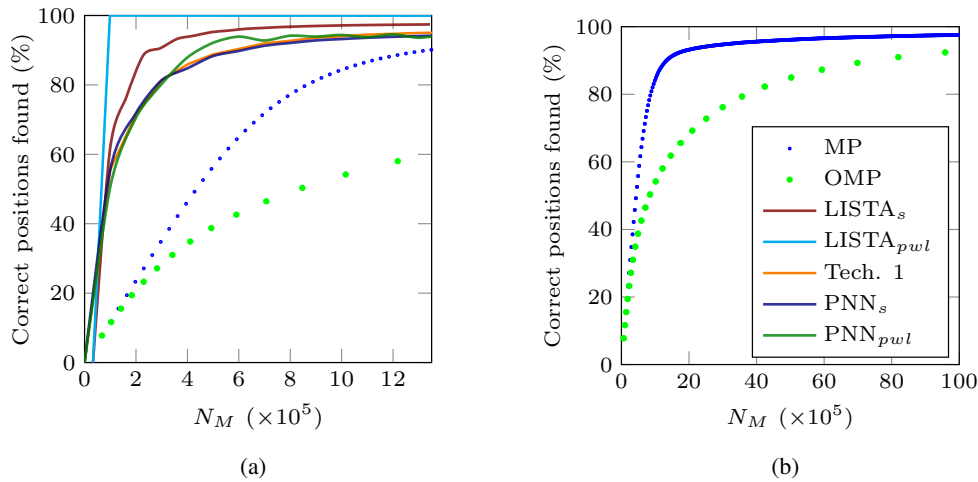 Correct positions found (%)
100
80
60
40
20
0
0 2 4 6 8 10 12
N_M (×10^5)
(a)
Correct positions found (%)
100
80
60
40
20
0
0 20 40 60 80 100
N_M (×10^5)
(b)
MP
OMP
LISTA_s
LISTA_pwl
Tech. 1
PNN_s
PNN_pwl